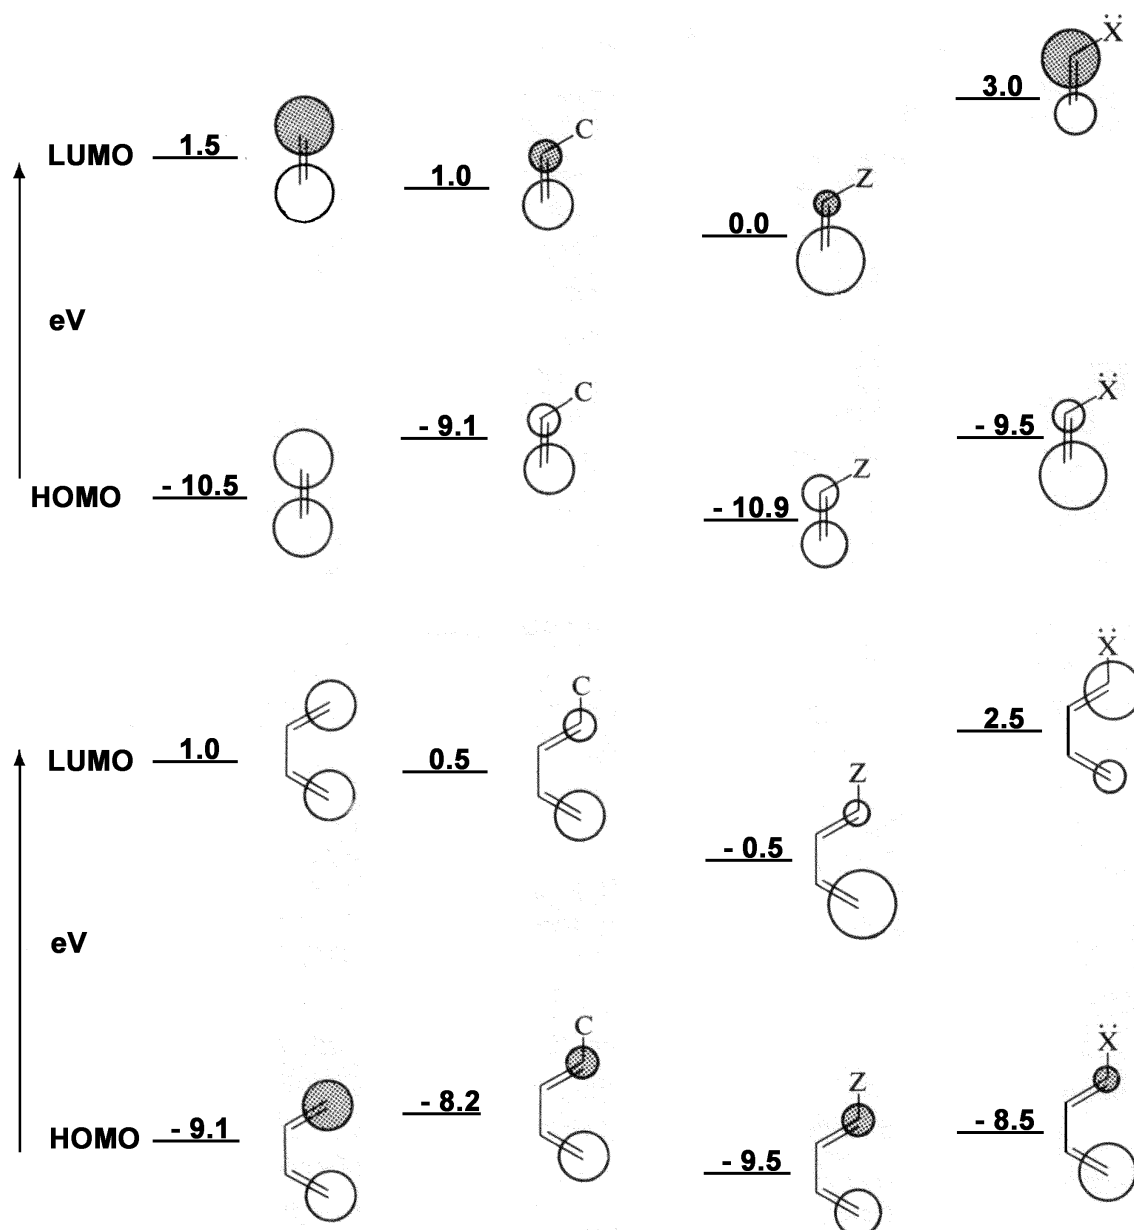 Ẍ
3.0
LUMO 1.5
C
1.0
Z
0.0
eV
C
Ẍ
- 9.1
- 9.5
Z
HOMO - 10.5
- 10.9
Ẍ
C
2.5
LUMO 1.0
0.5
Z
- 0.5
eV
C
Ẍ
Z
- 8.2
- 8.5
HOMO - 9.1
- 9.5